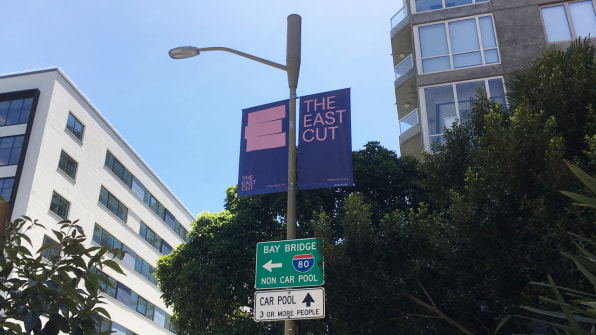 THE
EAST
CUT
THE
EAST
CUT
BAY BRIDGE
80
NON CAR POOL
CAR POOL
3 OR MORE PEOPLE